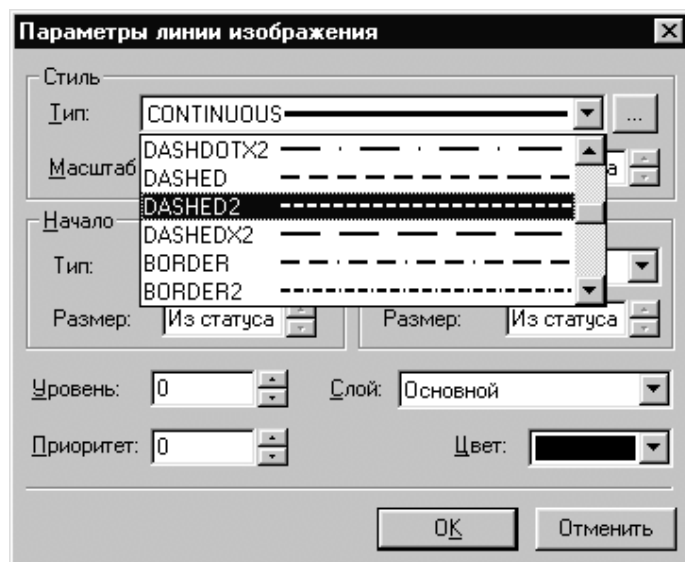 Параметры линии изображения
Стиль
Тип: CONTINUOUS ...
DASHDOTX2
Масштаб а
DASHED
DASHED2
Начало
DASHEDX2
Тип:
BORDER
BORDER2
Размер: Из статуса Размер: Из статуса
Уровень: 0 Слой: Основной
Приоритет: 0 Цвет:
OK Отменить